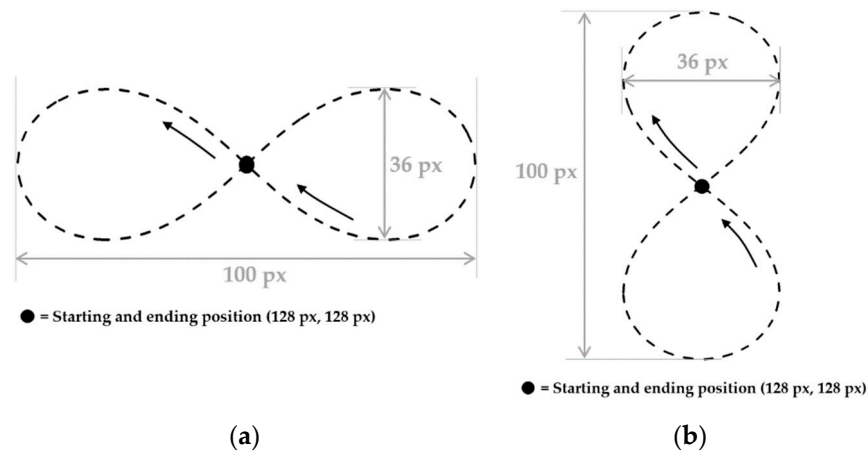 36 px
100 px
● = Starting and ending position (128 px, 128 px)
(a)
36 px
100 px
● = Starting and ending position (128 px, 128 px)
(b)